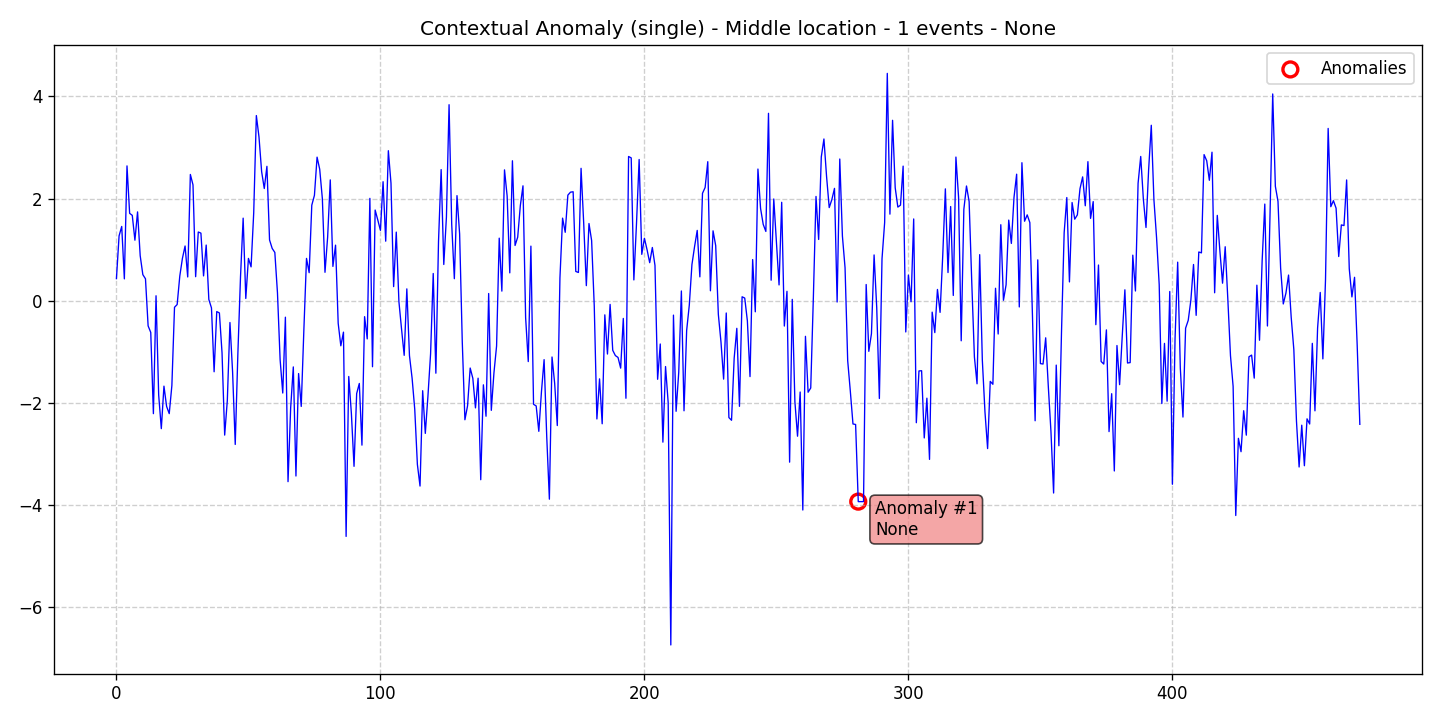 Contextual Anomaly (single) - Middle location - 1 events - None
Anomalies
4
2
0
−2
−4
−6
Anomaly #1
None
0
100
200
300
400